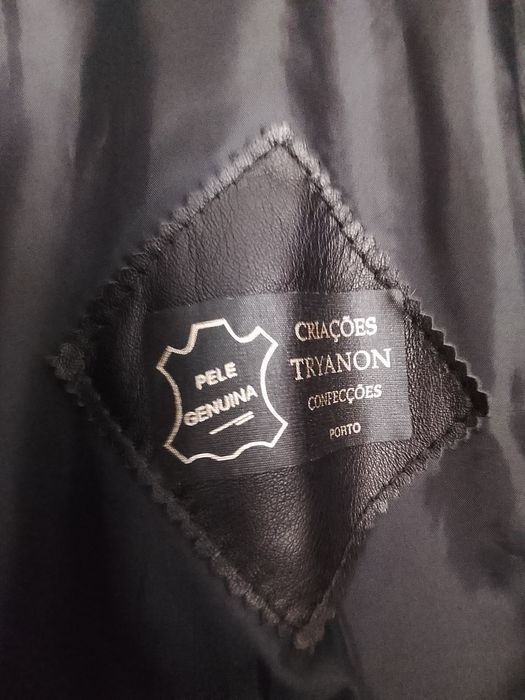 PELE
GENUINA
CRIAÇÕES
TRYANON
CONFECÇÕES
PORTO